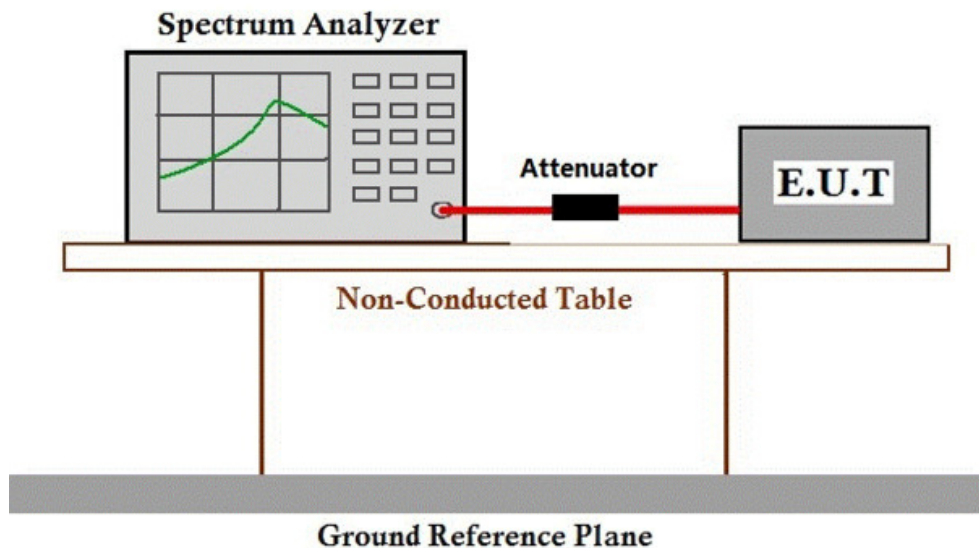 Spectrum Analyzer
Attenuator
E.U.T
Non-Conducted Table
Ground Reference Plane